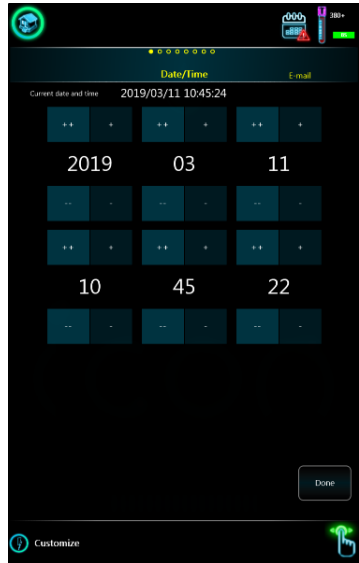 380+
86
Date/Time E-mail
Current date and time 2019/03/11 10:45:24
++ + ++ + ++ +
2019 03 11
-- - -- - -- -
++ + ++ + ++ +
10 45 22
-- - -- - -- -
Done
Customize